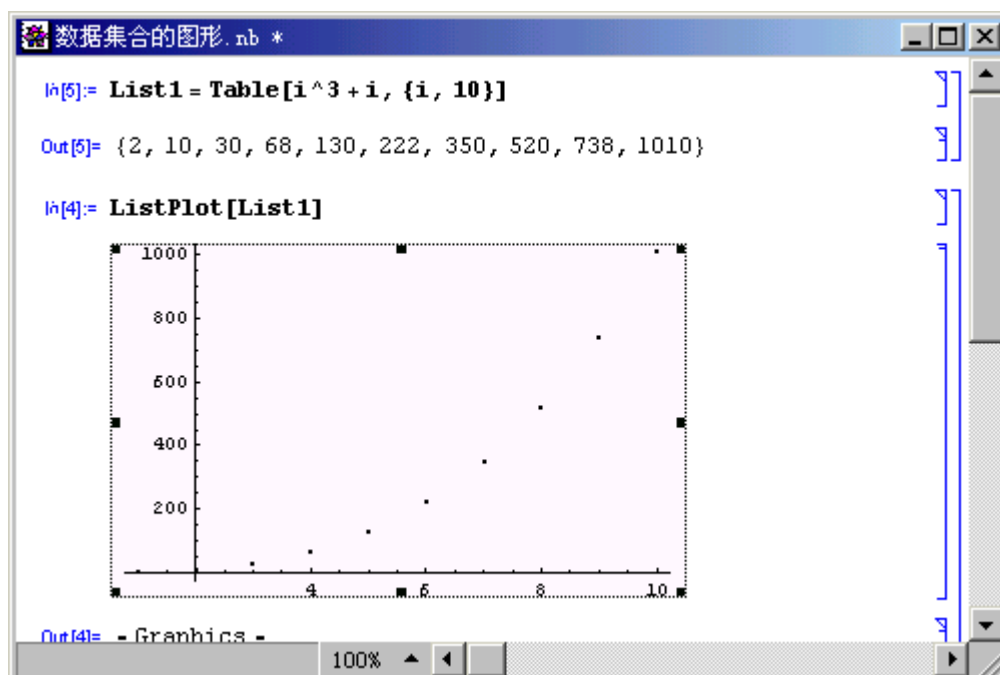 数据集合的图形.nb *
In[5]:= List1 = Table[i^3 + i, {i, 10}]
Out[5]= {2, 10, 30, 68, 130, 222, 350, 520, 738, 1010}
In[4]:= ListPlot[List1]
1000
800
600
400
200
4 6 8 10
Out[4]= - Graphics -
100%